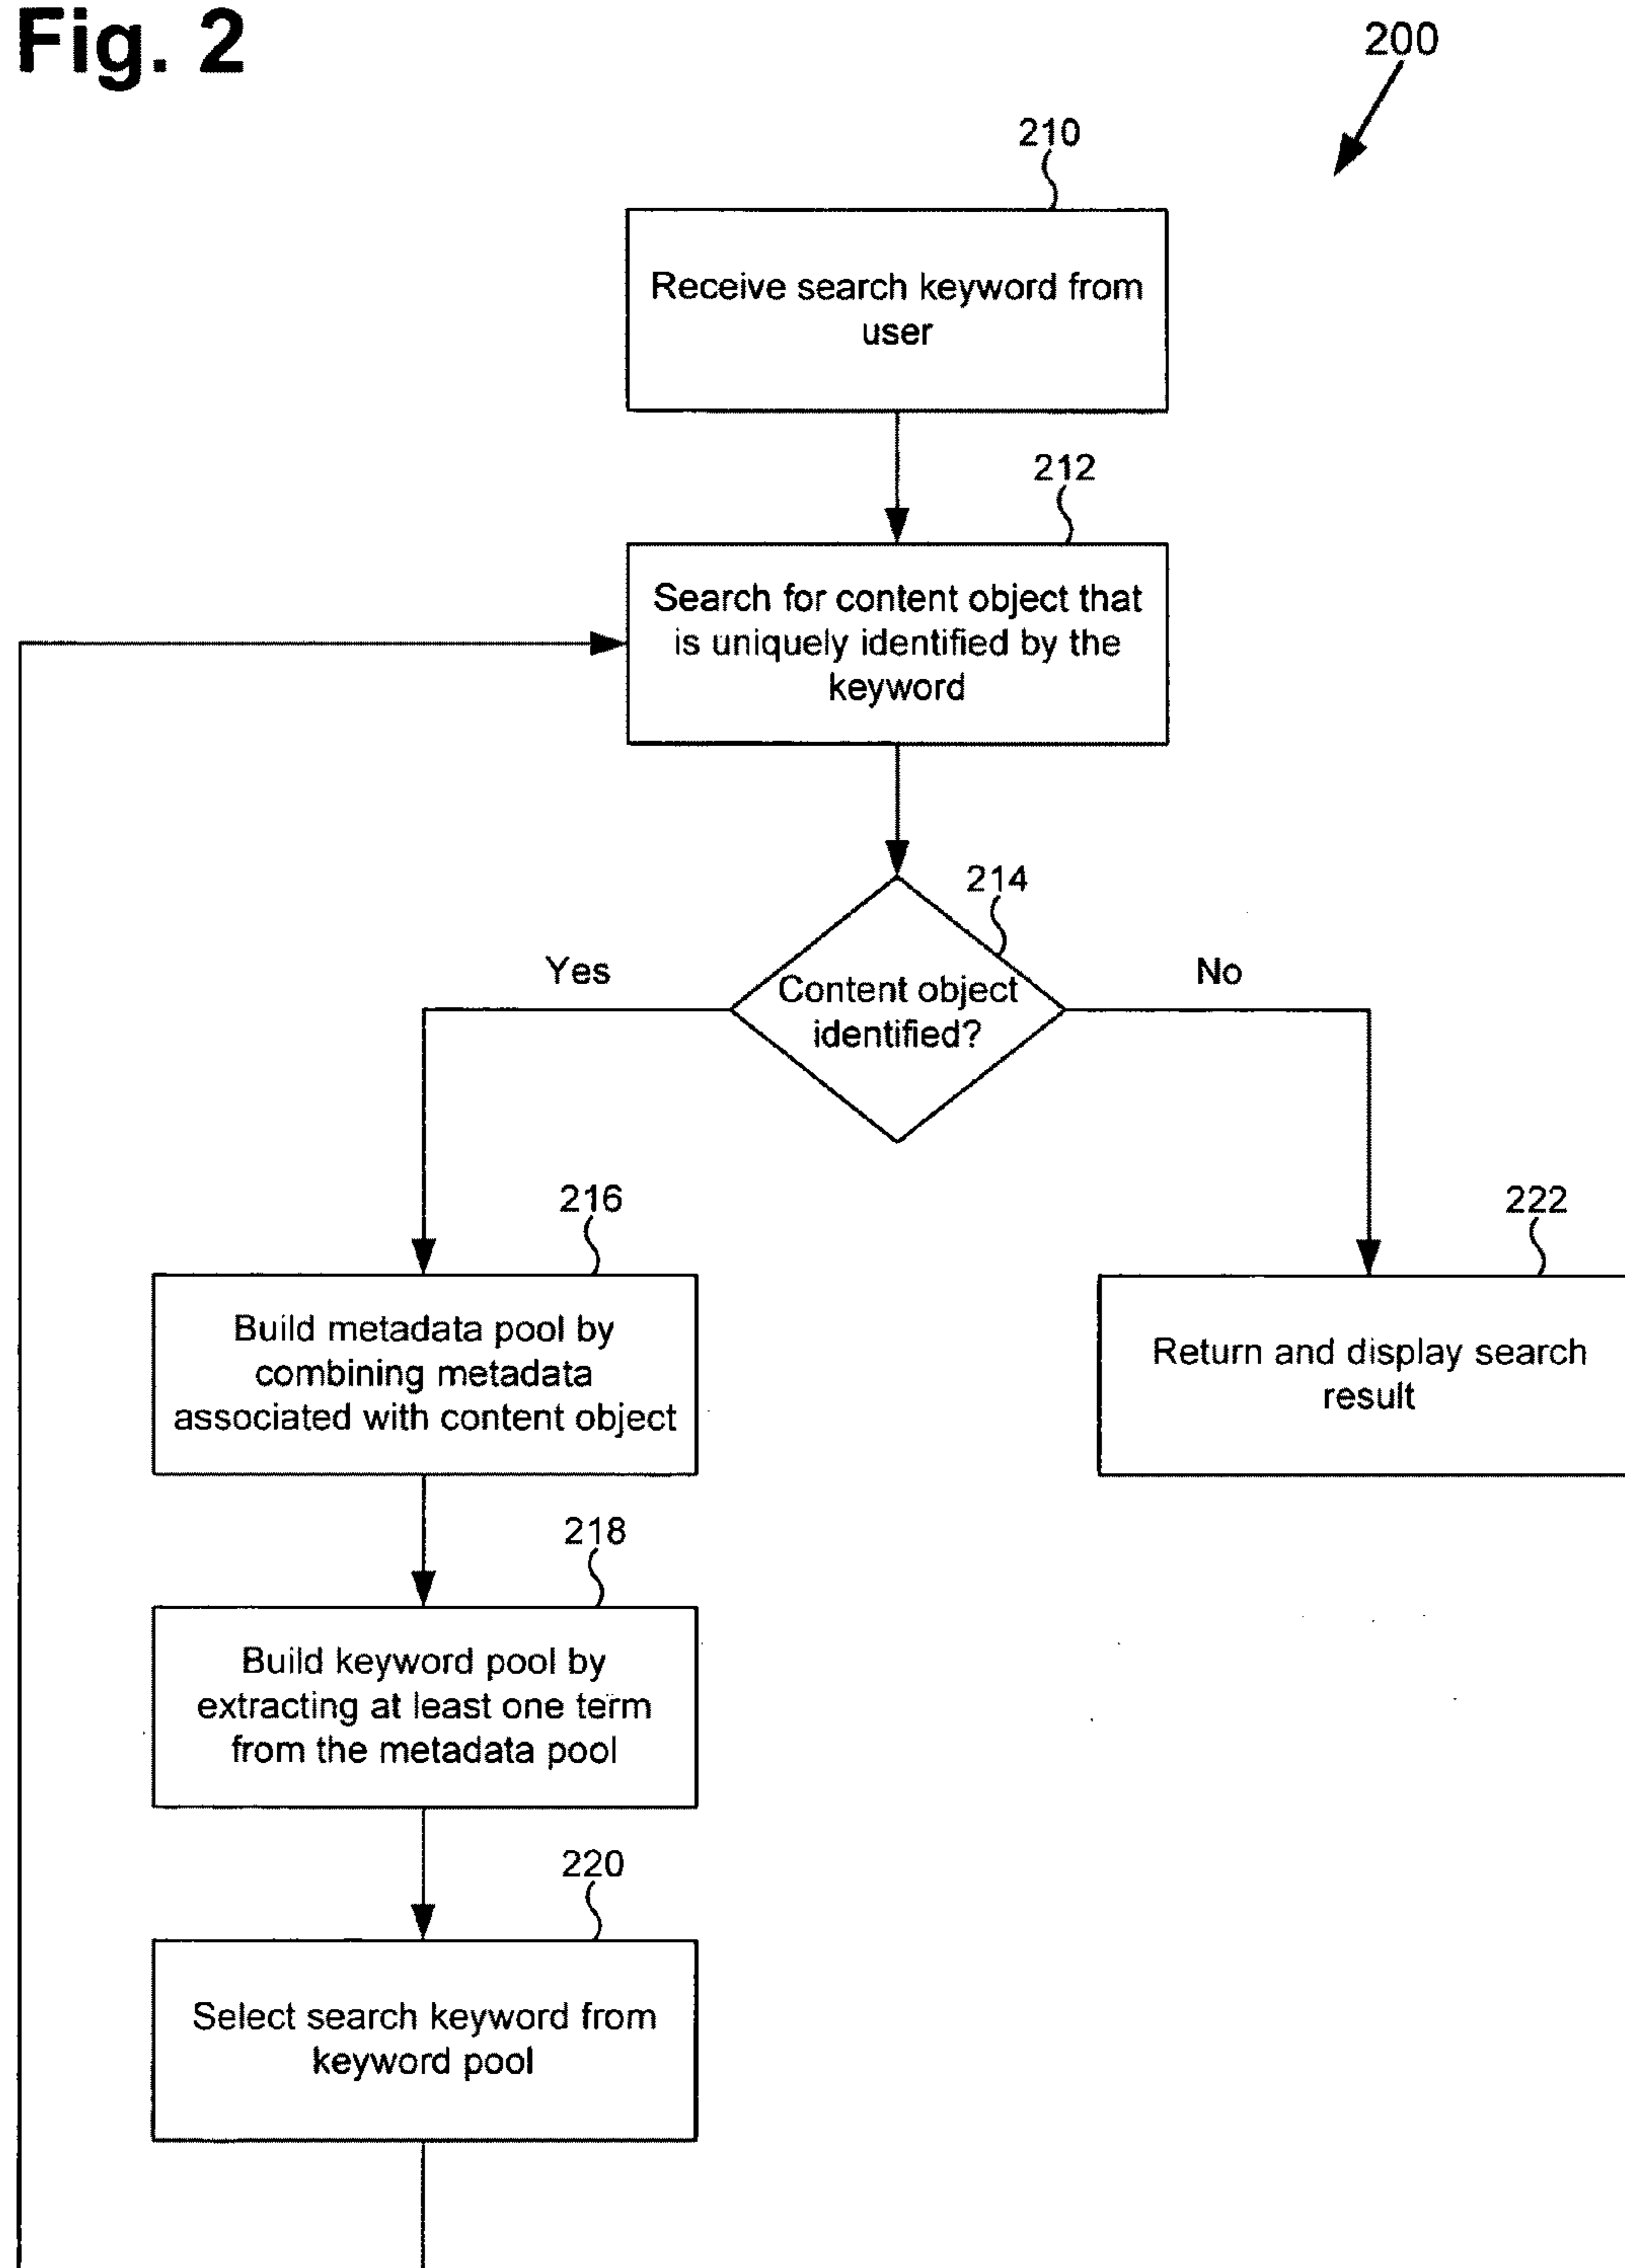 Fig. 2
200
210
Receive search keyword from
user
212
Search for content object that
is uniquely identified by the
keyword
214
Content object
identified?
Yes
No
216
Build metadata pool by
combining metadata
associated with content object
222
Return and display search
result
218
Build keyword pool by
extracting at least one term
from the metadata pool
220
Select search keyword from
keyword pool